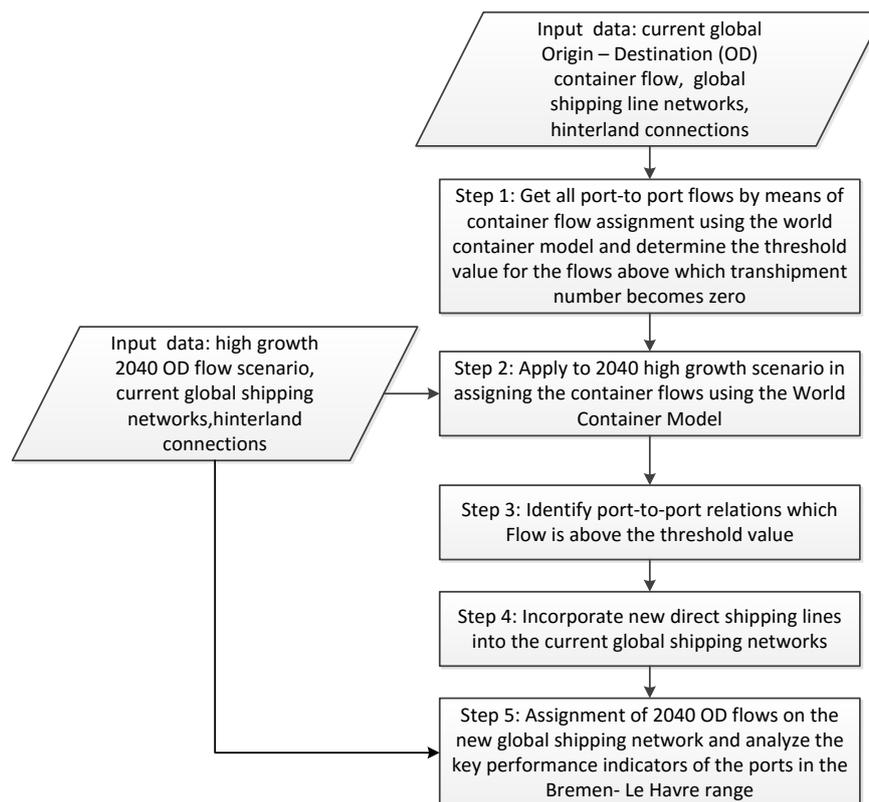 Input data: current global
Origin – Destination (OD)
container flow, global
shipping line networks,
hinterland connections
Step 1: Get all port-to port flows by means of
container flow assignment using the world
container model and determine the threshold
value for the flows above which transhipment
number becomes zero
Input data: high growth
2040 OD flow scenario,
current global shipping
networks,hinterland
connections
Step 2: Apply to 2040 high growth scenario in
assigning the container flows using the World
Container Model
Step 3: Identify port-to-port relations which
Flow is above the threshold value
Step 4: Incorporate new direct shipping lines
into the current global shipping networks
Step 5: Assignment of 2040 OD flows on the
new global shipping network and analyze the
key performance indicators of the ports in the
Bremen- Le Havre range